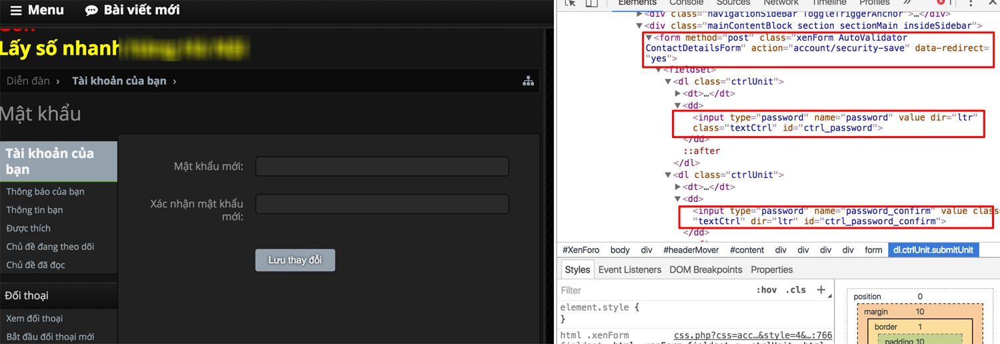 Menu
Bài viết mới
Lấy số nhanh
Diễn đàn › Tài khoản của bạn ›
Mật khẩu
Tài khoản của
bạn
Thông báo của bạn
Thông tin bạn
Được thích
Chủ đề đang theo dõi
Chủ đề đã đọc
Đối thoại
Xem đối thoại
Bắt đầu đối thoại mới
Mật khẩu mới:
Xác nhận mật khẩu
mới:
Lưu thay đổi
Elements Console Sources Network Timeline Profiles » 1
▶<div class="navigationSidebar ToggleTriggerAnchor">…</div>
▼<div class="mainContentBlock section sectionMain insideSidebar">
▼<form method="post" class="xenForm AutoValidator
ContactDetailsForm" action="account/security-save" data-redirect=
"yes">
▼<fieldset>
▼<dl class="ctrlUnit">
▶<dt>…</dt>
▼<dd>
<input type="password" name="password" value dir="ltr"
class="textCtrl" id="ctrl_password">
</dd>
::after
</dl>
▼<dl class="ctrlUnit">
▶<dt>…</dt>
▼<dd>
<input type="password" name="password_confirm" value clas
"textCtrl" dir="ltr" id="ctrl_password_confirm">
</dd>
#XenForo body div #headerMover #content div div div div form dl.ctrlUnit.submitUnit
Styles Event Listeners DOM Breakpoints Properties
Filter :hov .cls +
element.style {
}
html .xenForm css.php?css=acc…&style=4&…:766
position 0
margin 10
border 1
padding 10